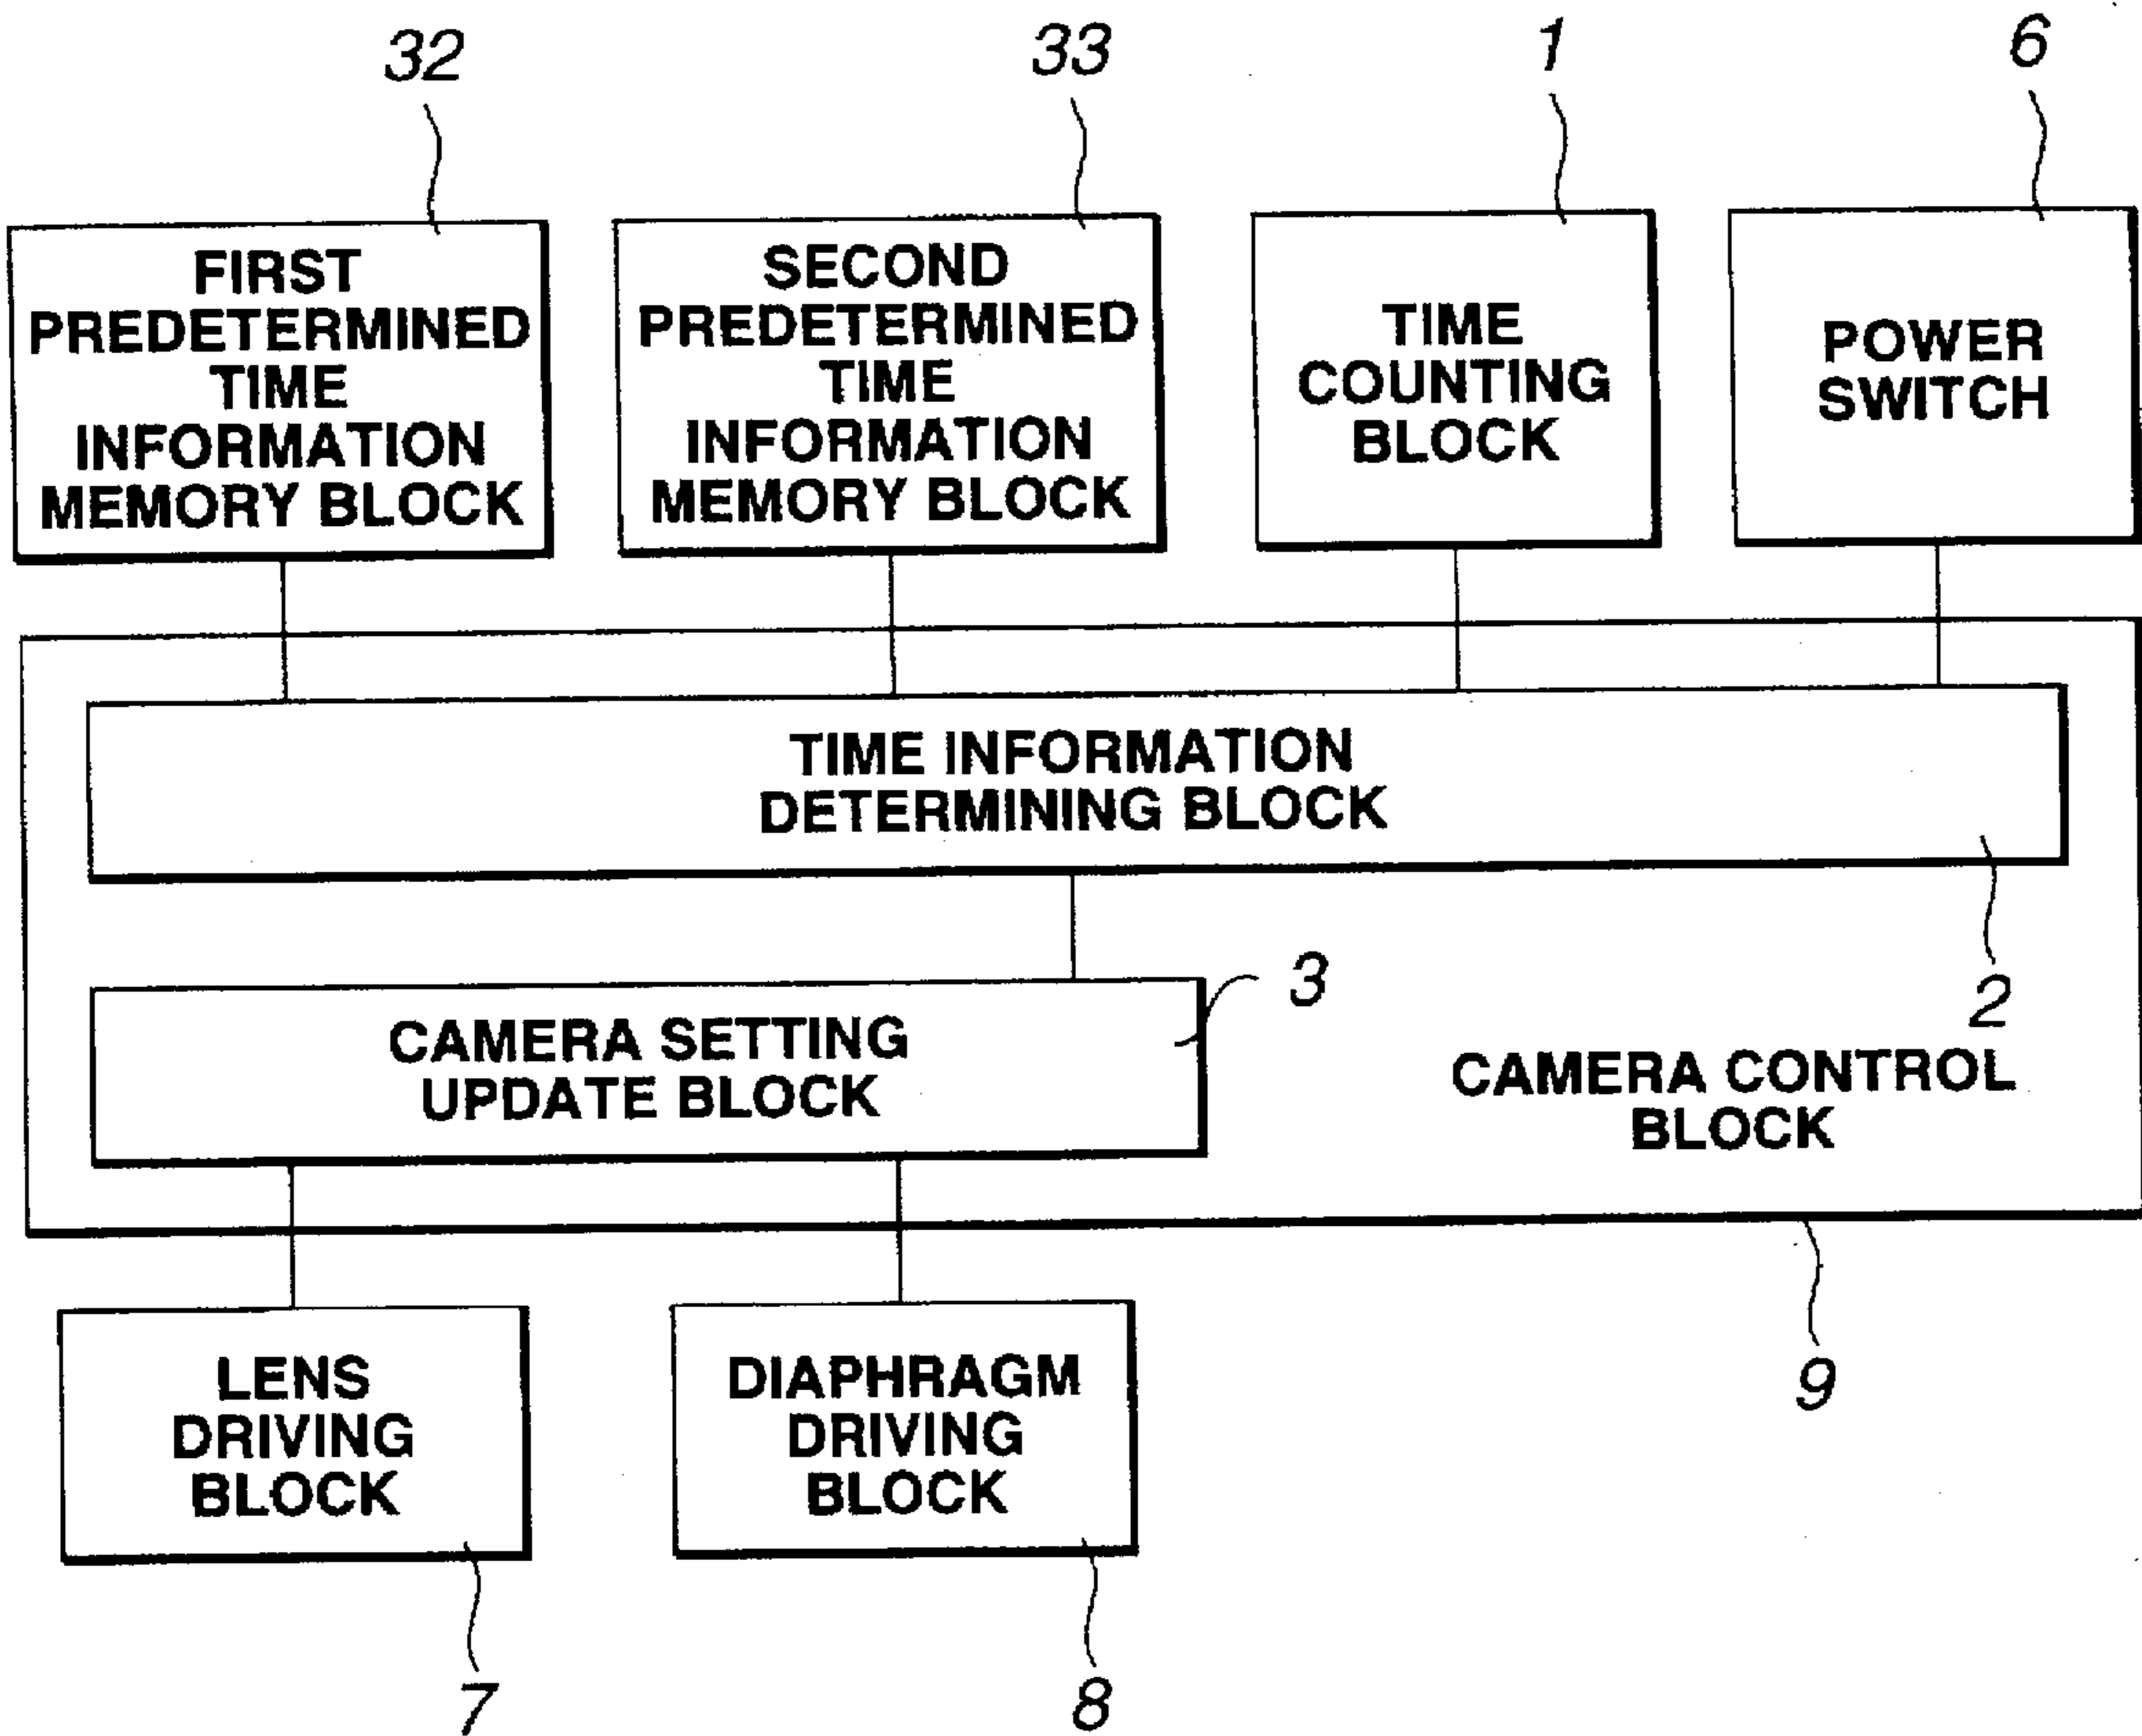 32
33
1
6
FIRST
PREDETERMINED
TIME
INFORMATION
MEMORY BLOCK
SECOND
PREDETERMINED
TIME
INFORMATION
MEMORY BLOCK
TIME
COUNTING
BLOCK
POWER
SWITCH
TIME INFORMATION
DETERMINING BLOCK
2
3
CAMERA SETTING
UPDATE BLOCK
CAMERA CONTROL
BLOCK
9
LENS
DRIVING
BLOCK
DIAPHRAGM
DRIVING
BLOCK
7
8